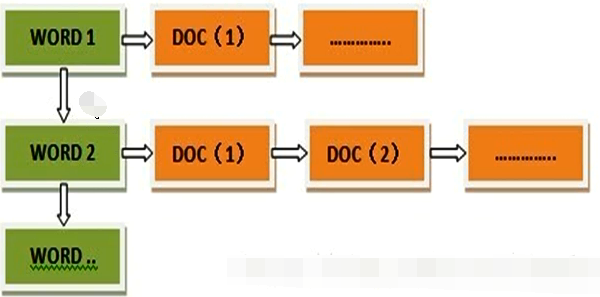 WORD 1
DOC（1）
…………..
WORD 2
DOC（1）
DOC（2）
…………..
WORD ..